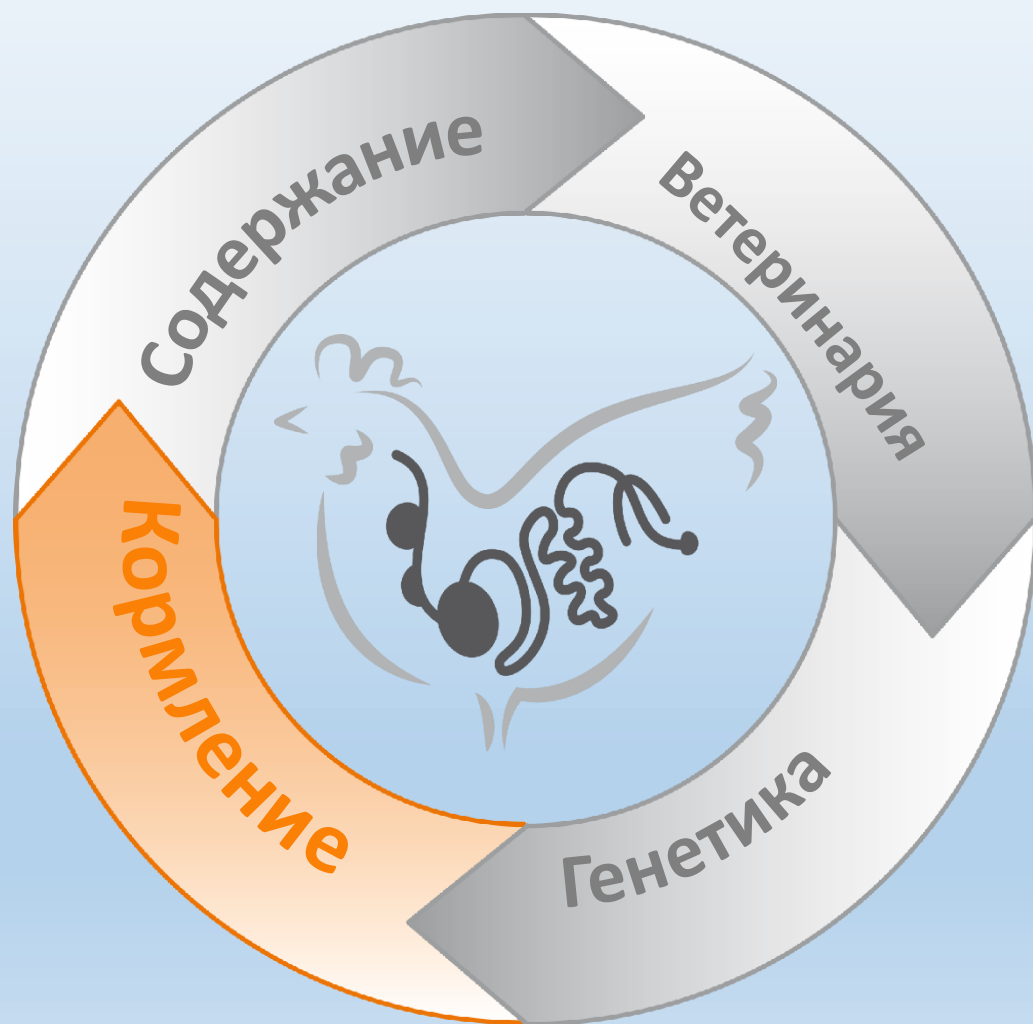 Содержание
Ветеринария
Генетика
Кормление